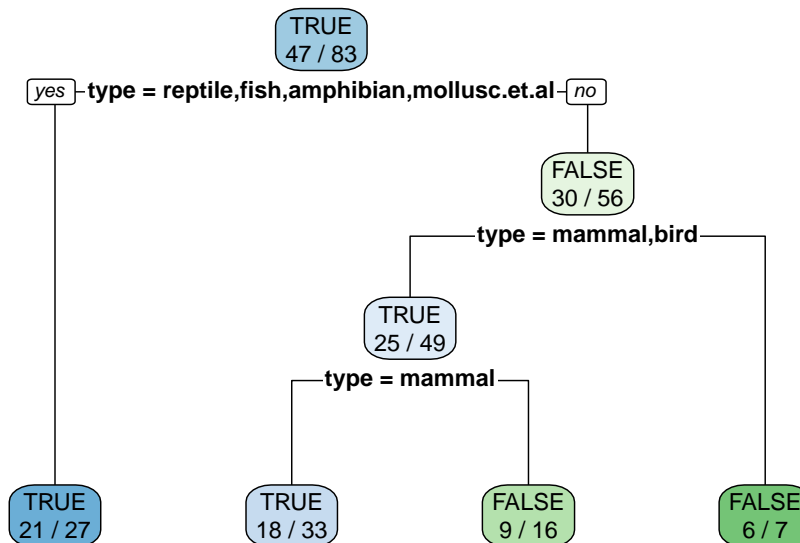 TRUE
47 / 83
yes type = reptile,fish,amphibian,mollusc.et.al no
FALSE
30 / 56
type = mammal,bird
TRUE
25 / 49
type = mammal
TRUE
21 / 27
TRUE
18 / 33
FALSE
9 / 16
FALSE
6 / 7